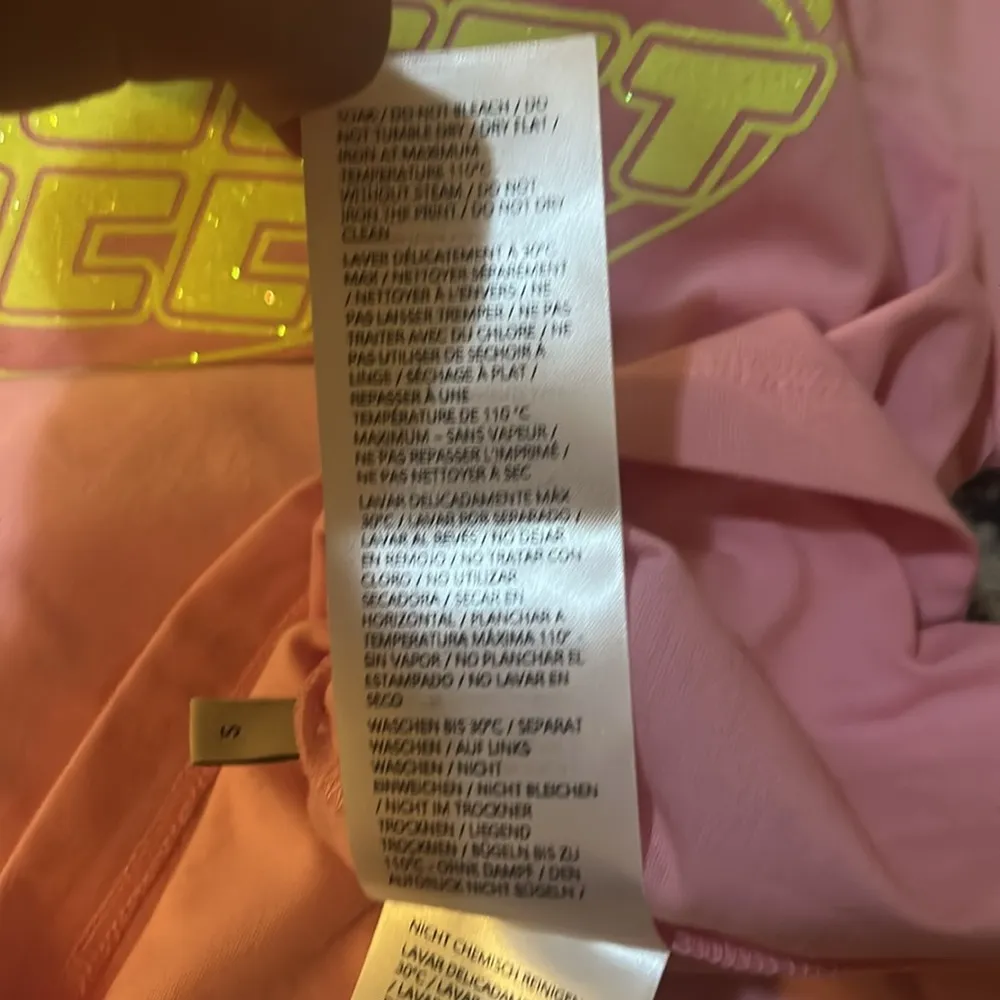 SOAK / DO NOT BLEACH / DO
NOT TUMBLE DRY / DRY FLAT /
IRON AT MAXIMUM
TEMPERATURE 110°C
WITHOUT STEAM / DO NOT
IRON THE PRINT / DO NOT DRY
CLEAN
LAVER DÉLICATEMENT À 30°C
MAX / NETTOYER SÉPARÉMENT
/ NETTOYER À L'ENVERS / NE
PAS LAISSER TREMPER / NE PAS
TRAITER AVEC DU CHLORE / NE
PAS UTILISER DE SÉCHOIR À
LINGE / SÉCHAGE À PLAT /
REPASSER À UNE
TEMPÉRATURE DE 110 °C
MAXIMUM – SANS VAPEUR /
NE PAS REPASSER L'IMPRIMÉ /
NE PAS NETTOYER À SEC
LAVAR DELICADAMENTE MÁX
30°C / LAVAR POR SEPARADO /
LAVAR AL REVÉS / NO DEJAR
EN REMOJO / NO TRATAR CON
CLORO / NO UTILIZAR
SECADORA / SECAR EN
HORIZONTAL / PLANCHAR A
TEMPERATURA MÁXIMA 110° -
SIN VAPOR / NO PLANCHAR EL
ESTAMPADO / NO LAVAR EN
SECO
WASCHEN BIS 30°C / SEPARAT
WASCHEN / AUF LINKS
WASCHEN / NICHT
EINWEICHEN / NICHT BLEICHEN
/ NICHT IM TROCKNER
TROCKNEN / LIEGEND
TROCKNEN / BÜGELN BIS ZU
110°C - OHNE DAMPF / DEN
AUFDRUCK NICHT BÜGELN /
NICHT CHEMISCH REINIGEN
LAVAR DELICADA
30°C / LAVAR
/ LAVAR
S